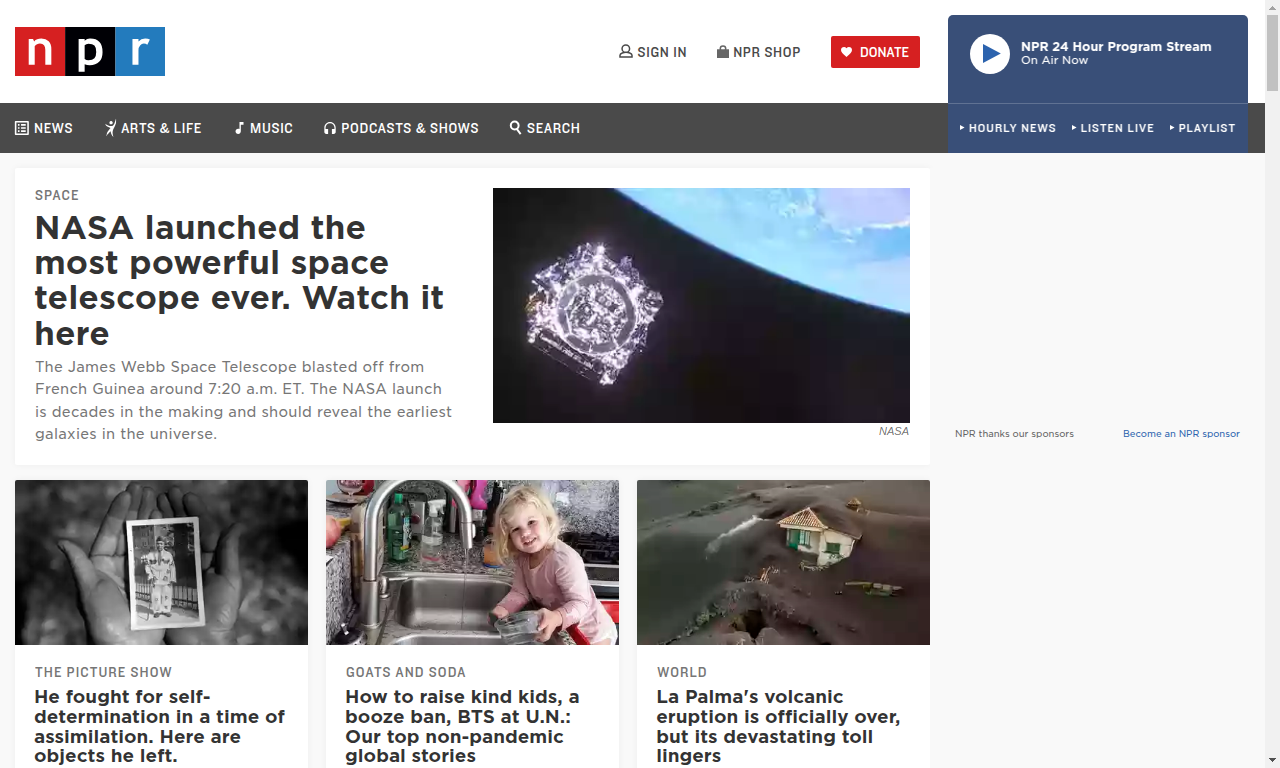 npr
SIGN IN
NPR SHOP
DONATE
NPR 24 Hour Program Stream
On Air Now
NEWS
ARTS & LIFE
MUSIC
PODCASTS & SHOWS
SEARCH
HOURLY NEWS
LISTEN LIVE
PLAYLIST
SPACE
NASA launched the
most powerful space
telescope ever. Watch it
here
The James Webb Space Telescope blasted off from
French Guinea around 7:20 a.m. ET. The NASA launch
is decades in the making and should reveal the earliest
galaxies in the universe.
NASA
NPR thanks our sponsors
Become an NPR sponsor
THE PICTURE SHOW
He fought for self-
determination in a time of
assimilation. Here are
objects he left.
GOATS AND SODA
How to raise kind kids, a
booze ban, BTS at U.N.:
Our top non-pandemic
global stories
WORLD
La Palma's volcanic
eruption is officially over,
but its devastating toll
lingers